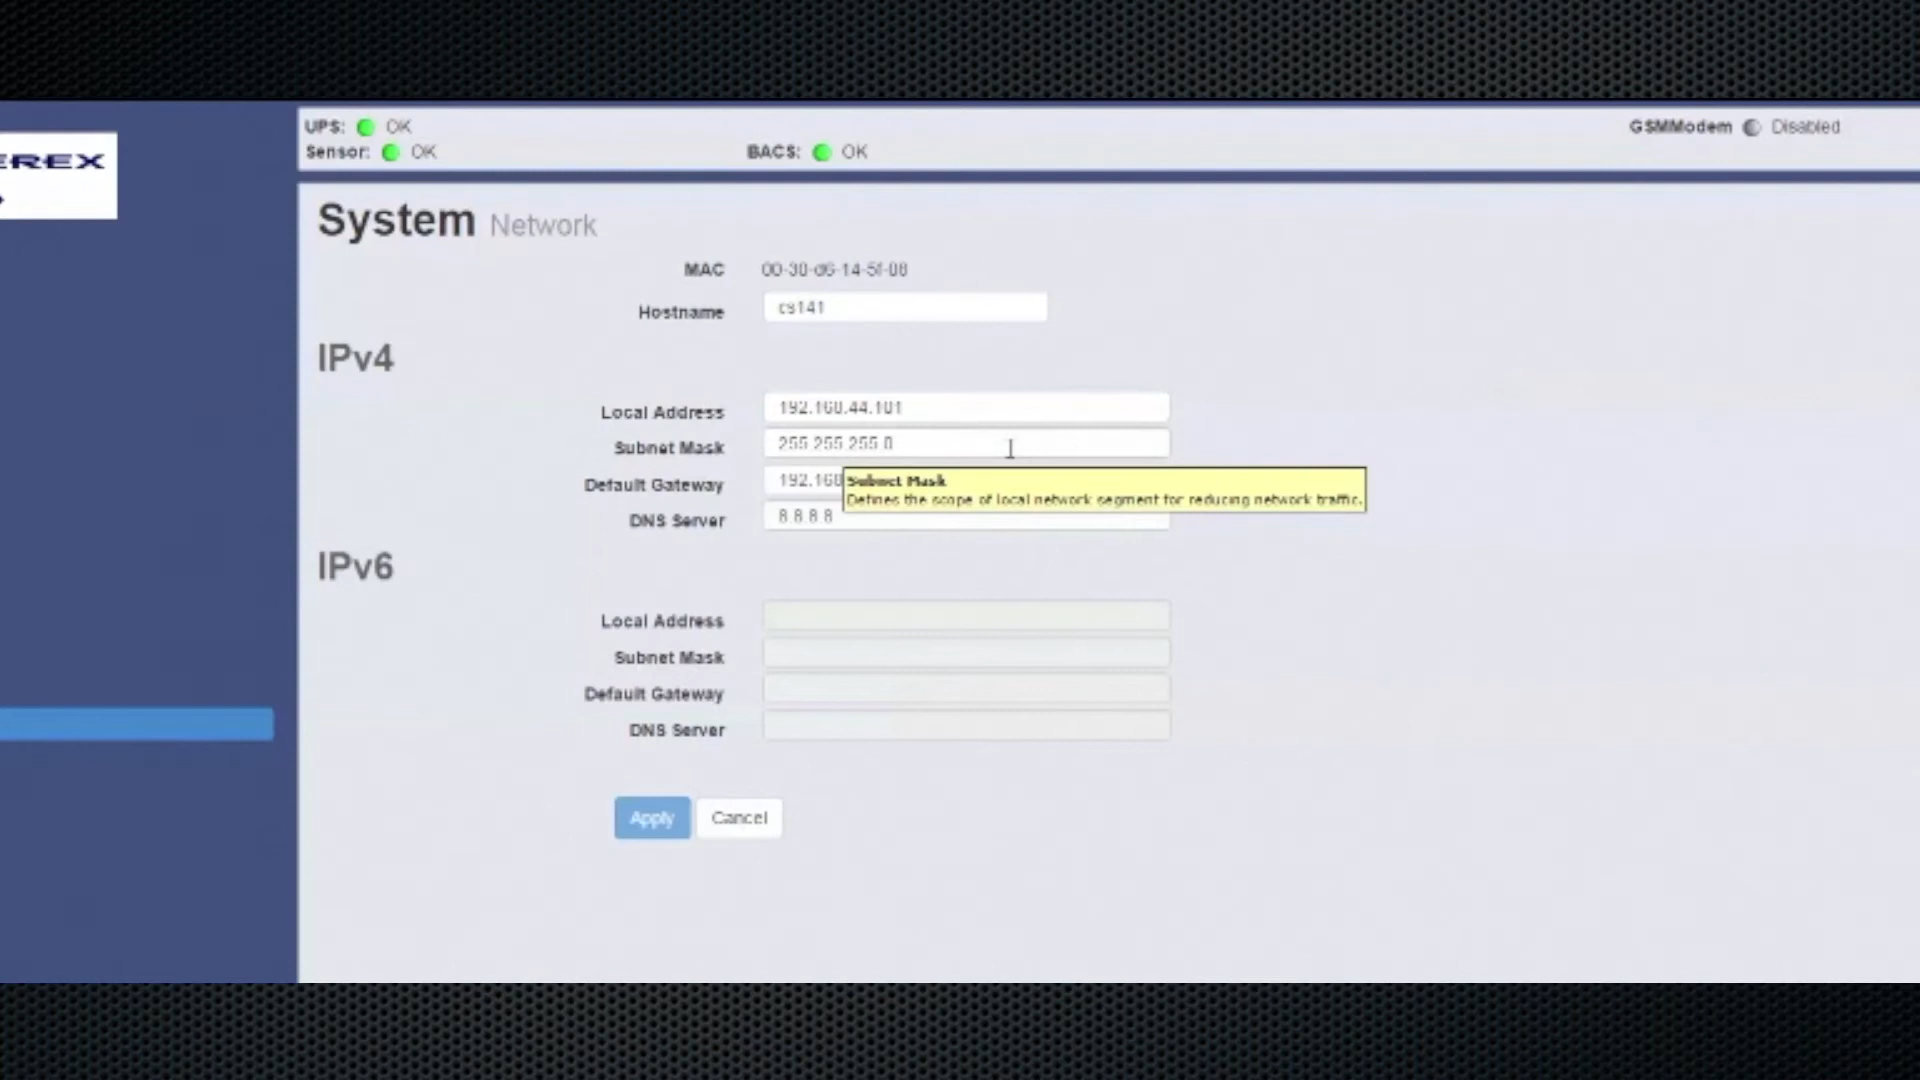 EREX
UPS: OK
GSMModem Disabled
Sensor: OK
BACS: OK
System Network
MAC 00-30-d6-14-5f-08
Hostname cs141
IPv4
Local Address 192.168.44.101
Subnet Mask 255.255.255.0
Default Gateway 192.168
Subnet Mask
Defines the scope of local network segment for reducing network traffic.
DNS Server 8.8.8.8
IPv6
Local Address
Subnet Mask
Default Gateway
DNS Server
Apply Cancel